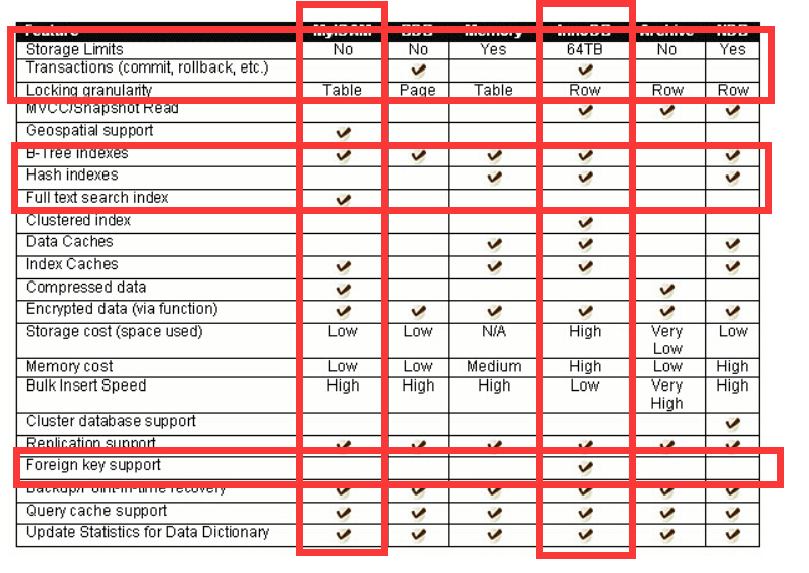 Feature MyISAM BDB Memory InnoDB Archive NDB
Storage Limits No No Yes 64TB No Yes
Transactions (commit, rollback, etc.)
Locking granularity Table Page Table Row Row Row
MVCC/Snapshot Read
Geospatial support
B-Tree indexes
Hash indexes
Full text search index
Clustered index
Data Caches
Index Caches
Compressed data
Encrypted data (via function)
Storage cost (space used) Low Low N/A High Very Low
Low
Memory cost Low Low Medium High Low High
Bulk Insert Speed High High High Low Very High
High
Cluster database support
Replication support
Foreign key support
Backup/Point-in-time recovery
Query cache support
Update Statistics for Data Dictionary